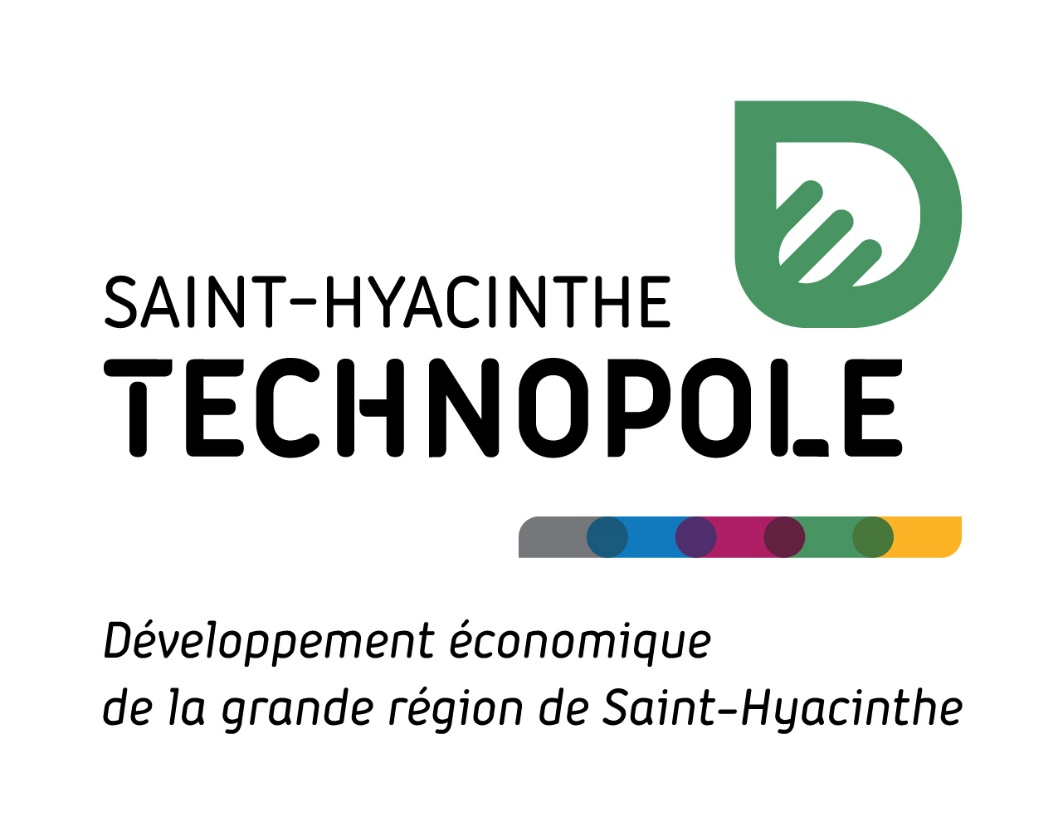 SAINT-HYACINTHE
TECHNOPOLE
Développement économique
de la grande région de Saint-Hyacinthe